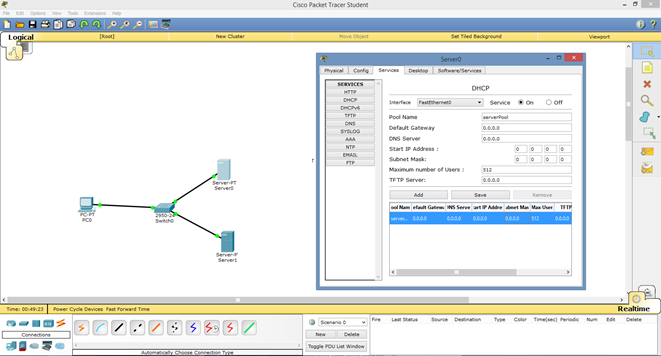 Cisco Packet Tracer Student
File Edit Options View Tools Extensions Help
Logical [Root] New Cluster Move Object Set Tiled Background Viewport
Server0
Physical Config Services Desktop Software/Services
SERVICES
HTTP
DHCP
DHCPv6
TFTP
DNS
SYSLOG
AAA
NTP
EMAIL
FTP
DHCP
Interface FastEthernet0 Service On Off
Pool Name serverPool
Default Gateway 0.0.0.0
DNS Server 0.0.0.0
Start IP Address : 0 0 0 0
Subnet Mask: 0 0 0 0
Maximum number of Users : 512
TFTP Server: 0.0.0.0
Add Save Remove
ool Nam efault Gatewa NS Serve art IP Addre bnet Mas Max User TFTP
server... 0.0.0.0 0.0.0.0 0.0.0.0 0.0.0.0 512 0.0.0.0
Server-PT
Server0
PC-PT
PC0
2950-24
Switch0
Server-P
Server1
Time: 00:49:23 Power Cycle Devices Fast Forward Time Realtime
Connections
Automatically Choose Connection Type
Scenario 0
New Delete
Toggle PDU List Window
Fire Last Status Source Destination Type Color Time(sec) Periodic Num Edit Delete